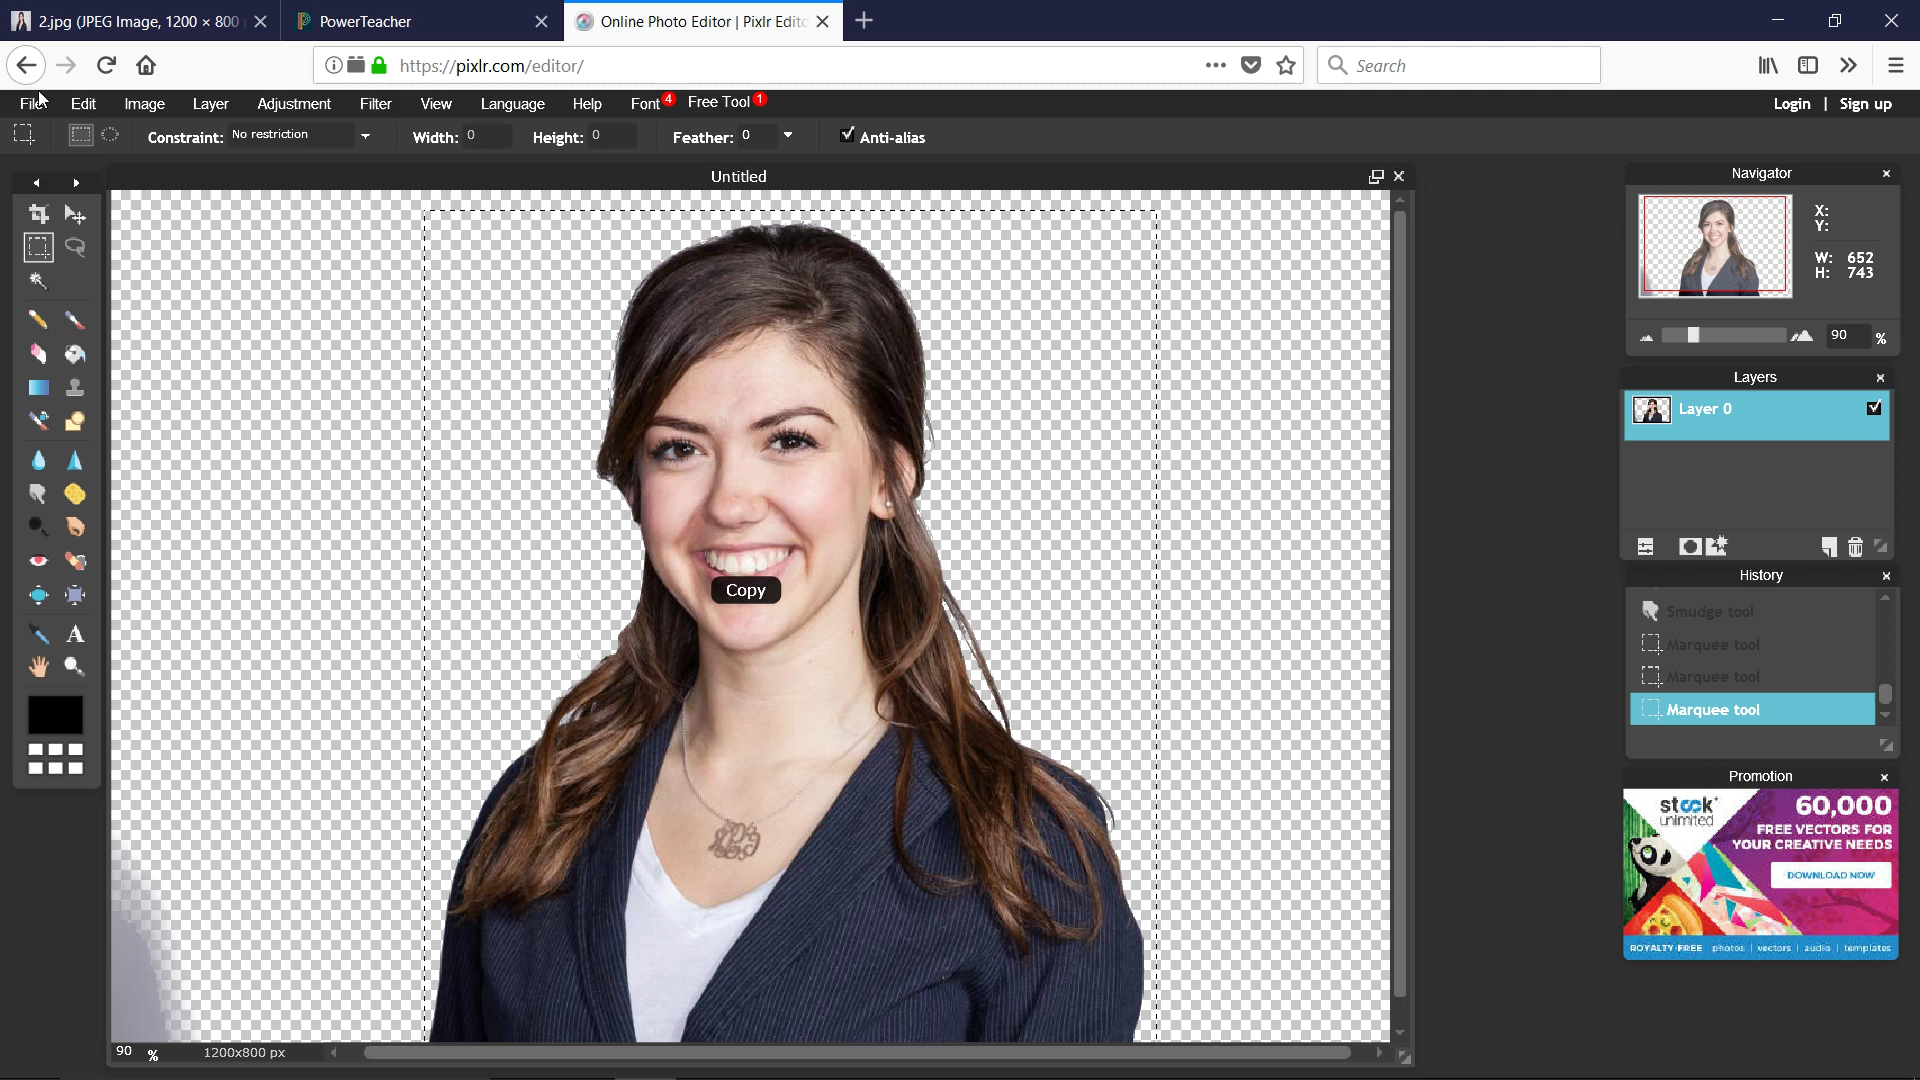 2.jpg (JPEG Image, 1200 × 800
PowerTeacher
Online Photo Editor | Pixlr Edito
https://pixlr.com/editor/
Search
File Edit Image Layer Adjustment Filter View Language Help Font 4 Free Tool 1
Login | Sign up
Constraint: No restriction Width: 0 Height: 0 Feather: 0 Anti-alias
Untitled
Copy
A
90 % 1200x800 px
Navigator
X:
Y:
W: 652
H: 743
90 %
Layers
Layer 0
History
Smudge tool
Marquee tool
Marquee tool
Marquee tool
Promotion
stock unlimited
60,000
FREE VECTORS FOR
YOUR CREATIVE NEEDS
DOWNLOAD NOW
ROYALTY-FREE photos | vectors | audio | templates